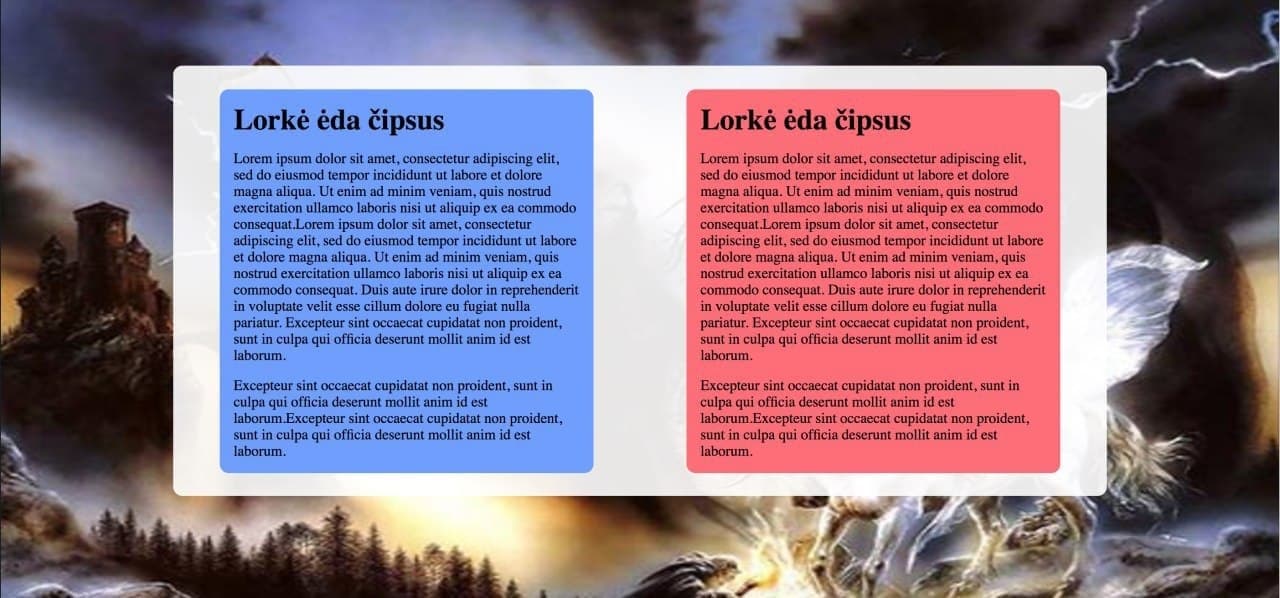 Lorkė ėda čipsus
Lorem ipsum dolor sit amet, consectetur adipiscing elit,
sed do eiusmod tempor incididunt ut labore et dolore
magna aliqua. Ut enim ad minim veniam, quis nostrud
exercitation ullamco laboris nisi ut aliquip ex ea commodo
consequat.Lorem ipsum dolor sit amet, consectetur
adipiscing elit, sed do eiusmod tempor incididunt ut labore
et dolore magna aliqua. Ut enim ad minim veniam, quis
nostrud exercitation ullamco laboris nisi ut aliquip ex ea
commodo consequat. Duis aute irure dolor in reprehenderit
in voluptate velit esse cillum dolore eu fugiat nulla
pariatur. Excepteur sint occaecat cupidatat non proident,
sunt in culpa qui officia deserunt mollit anim id est
laborum.
Excepteur sint occaecat cupidatat non proident, sunt in
culpa qui officia deserunt mollit anim id est
laborum.Excepteur sint occaecat cupidatat non proident,
sunt in culpa qui officia deserunt mollit anim id est
laborum.
Lorkė ėda čipsus
Lorem ipsum dolor sit amet, consectetur adipiscing elit,
sed do eiusmod tempor incididunt ut labore et dolore
magna aliqua. Ut enim ad minim veniam, quis nostrud
exercitation ullamco laboris nisi ut aliquip ex ea commodo
consequat.Lorem ipsum dolor sit amet, consectetur
adipiscing elit, sed do eiusmod tempor incididunt ut labore
et dolore magna aliqua. Ut enim ad minim veniam, quis
nostrud exercitation ullamco laboris nisi ut aliquip ex ea
commodo consequat. Duis aute irure dolor in reprehenderit
in voluptate velit esse cillum dolore eu fugiat nulla
pariatur. Excepteur sint occaecat cupidatat non proident,
sunt in culpa qui officia deserunt mollit anim id est
laborum.
Excepteur sint occaecat cupidatat non proident, sunt in
culpa qui officia deserunt mollit anim id est
laborum.Excepteur sint occaecat cupidatat non proident,
sunt in culpa qui officia deserunt mollit anim id est
laborum.